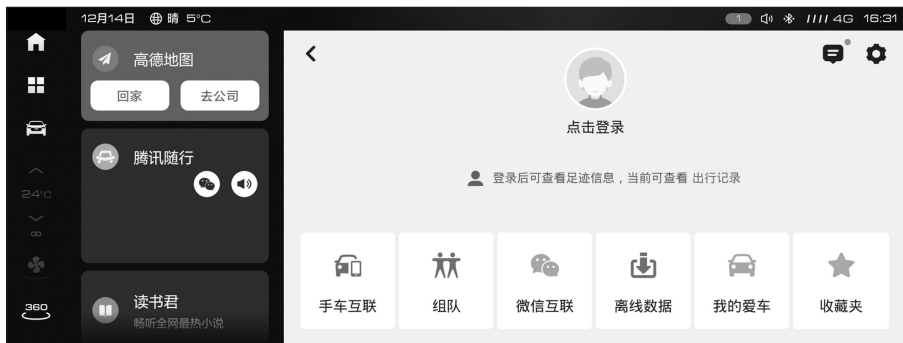 12月14日 晴 5°C
1 4G 16:31
高德地图
回家 去公司
24°C
腾讯随行
360
读书君
畅听全网最热小说
点击登录
登录后可查看足迹信息，当前可查看 出行记录
手车互联 组队 微信互联 离线数据 我的爱车 收藏夹